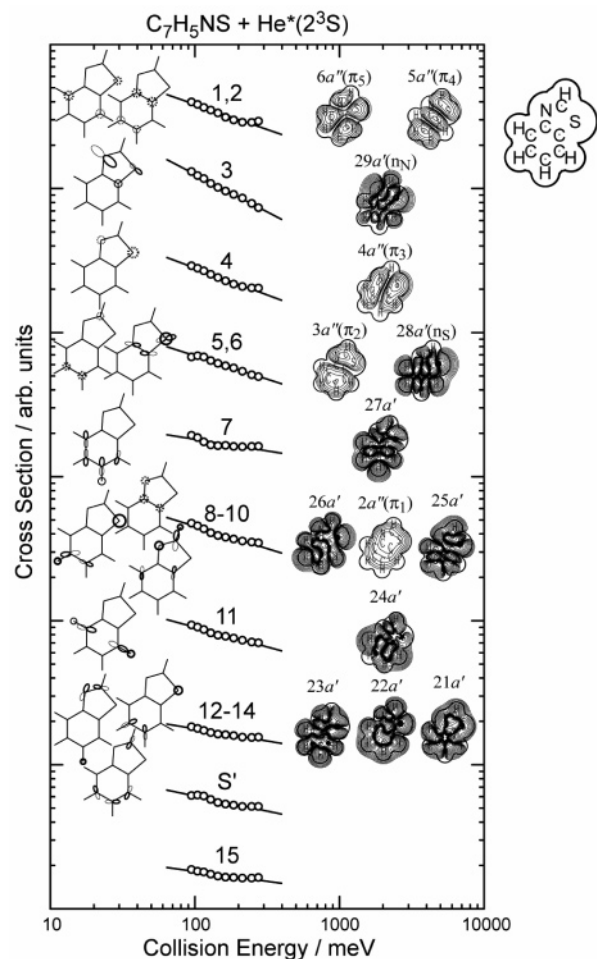 C₇H₅NS + He*(2³S)
6a"(π₅) 5a"(π₄)
1,2
N C H
H C C S
C C
H C C H
H
3
29a'(nN)
4
4a"(π₃)
5,6
3a"(π₂) 28a'(nS)
7
27a'
8-10
26a' 2a"(π₁) 25a'
11
24a'
12-14
23a' 22a' 21a'
S'
15
Cross Section / arb. units
10 100 1000 10000
Collision Energy / meV